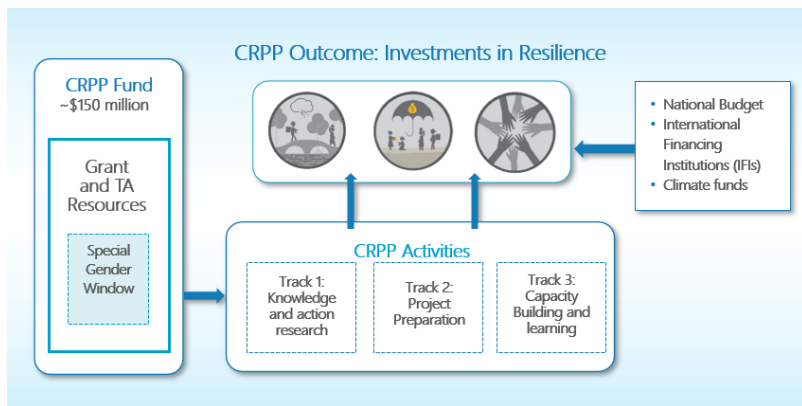 CRPP Outcome: Investments in Resilience
CRPP Fund
~$150 million
Grant
and TA
Resources
Special
Gender
Window
• National Budget
• International
Financing
Institutions (IFIs)
• Climate funds
CRPP Activities
Track 1:
Knowledge
and action
research
Track 2:
Project
Preparation
Track 3:
Capacity
Building and
learning